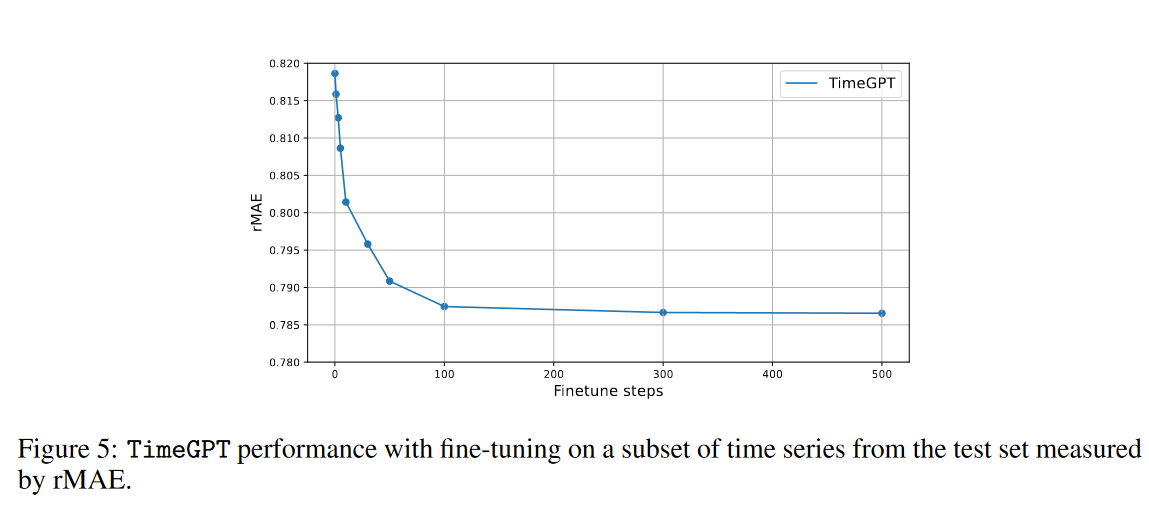 0.820
TimeGPT
0.815
0.810
0.805
rMAE
0.800
0.795
0.790
0.785
0.780
0 100 200 300 400 500
Finetune steps
Figure 5: TimeGPT performance with fine-tuning on a subset of time series from the test set measured
by rMAE.